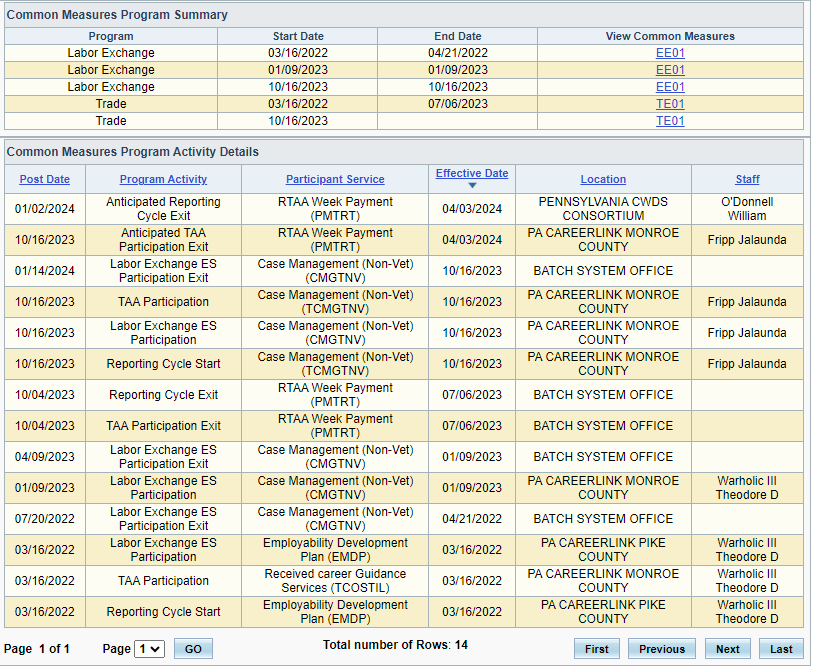 Common Measures Program Summary
Program Start Date End Date View Common Measures
Labor Exchange 03/16/2022 04/21/2022 EE01
Labor Exchange 01/09/2023 01/09/2023 EE01
Labor Exchange 10/16/2023 10/16/2023 EE01
Trade 03/16/2022 07/06/2023 TE01
Trade 10/16/2023 TE01
Common Measures Program Activity Details
Post Date Program Activity Participant Service Effective Date Location Staff
01/02/2024 Anticipated Reporting Cycle Exit RTAA Week Payment (PMTRT) 04/03/2024 PENNSYLVANIA CWDS CONSORTIUM O'Donnell William
10/16/2023 Anticipated TAA Participation Exit RTAA Week Payment (PMTRT) 04/03/2024 PA CAREERLINK MONROE COUNTY Fripp Jalaunda
01/14/2024 Labor Exchange ES Participation Exit Case Management (Non-Vet) (CMGTNV) 10/16/2023 BATCH SYSTEM OFFICE
10/16/2023 TAA Participation Case Management (Non-Vet) (TCMGTNV) 10/16/2023 PA CAREERLINK MONROE COUNTY Fripp Jalaunda
10/16/2023 Labor Exchange ES Participation Case Management (Non-Vet) (CMGTNV) 10/16/2023 PA CAREERLINK MONROE COUNTY Fripp Jalaunda
10/16/2023 Reporting Cycle Start Case Management (Non-Vet) (TCMGTNV) 10/16/2023 PA CAREERLINK MONROE COUNTY Fripp Jalaunda
10/04/2023 Reporting Cycle Exit RTAA Week Payment (PMTRT) 07/06/2023 BATCH SYSTEM OFFICE
10/04/2023 TAA Participation Exit RTAA Week Payment (PMTRT) 07/06/2023 BATCH SYSTEM OFFICE
04/09/2023 Labor Exchange ES Participation Exit Case Management (Non-Vet) (CMGTNV) 01/09/2023 BATCH SYSTEM OFFICE
01/09/2023 Labor Exchange ES Participation Case Management (Non-Vet) (CMGTNV) 01/09/2023 PA CAREERLINK MONROE COUNTY Warholic III Theodore D
07/20/2022 Labor Exchange ES Participation Exit Case Management (Non-Vet) (CMGTNV) 04/21/2022 BATCH SYSTEM OFFICE
03/16/2022 Labor Exchange ES Participation Employability Development Plan (EMDP) 03/16/2022 PA CAREERLINK PIKE COUNTY Warholic III Theodore D
03/16/2022 TAA Participation Received career Guidance Services (TCOSTIL) 03/16/2022 PA CAREERLINK MONROE COUNTY Warholic III Theodore D
03/16/2022 Reporting Cycle Start Employability Development Plan (EMDP) 03/16/2022 PA CAREERLINK PIKE COUNTY Warholic III Theodore D
Page 1 of 1 Page 1 GO Total number of Rows: 14 First Previous Next Last